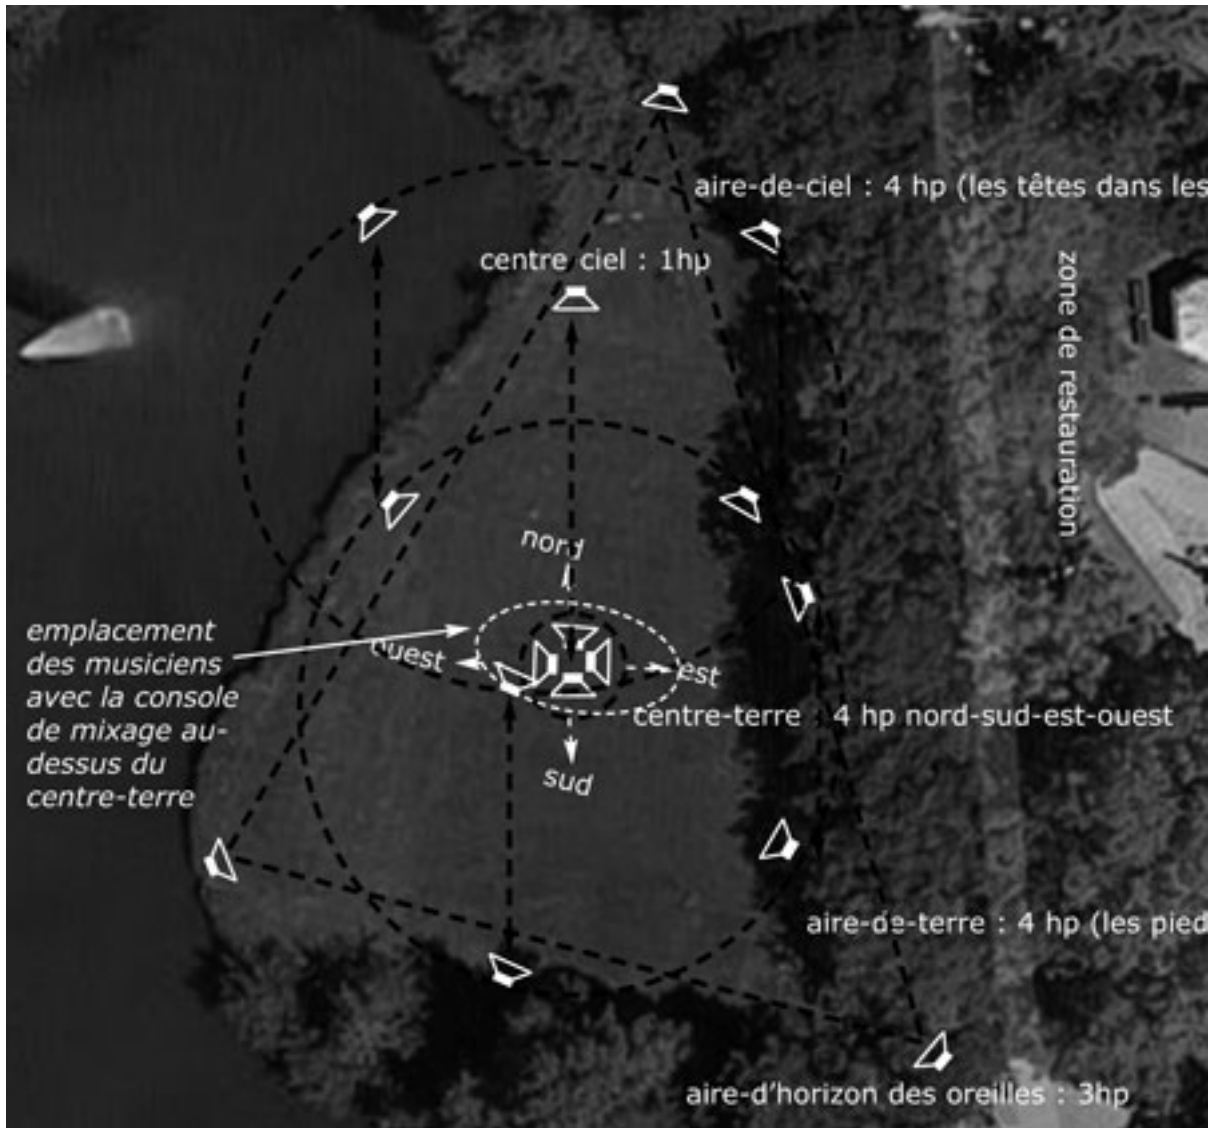 aire-de-ciel : 4 hp (les têtes dans les
centre ciel : 1hp
zone de restauration
nord
emplacement
des musiciens
avec la console
de mixage au-
dessus du
centre-terre
ouest
est
centre-terre : 4 hp nord-sud-est-ouest
sud
aire-de-terre : 4 hp (les pied
aire-d'horizon des oreilles : 3hp